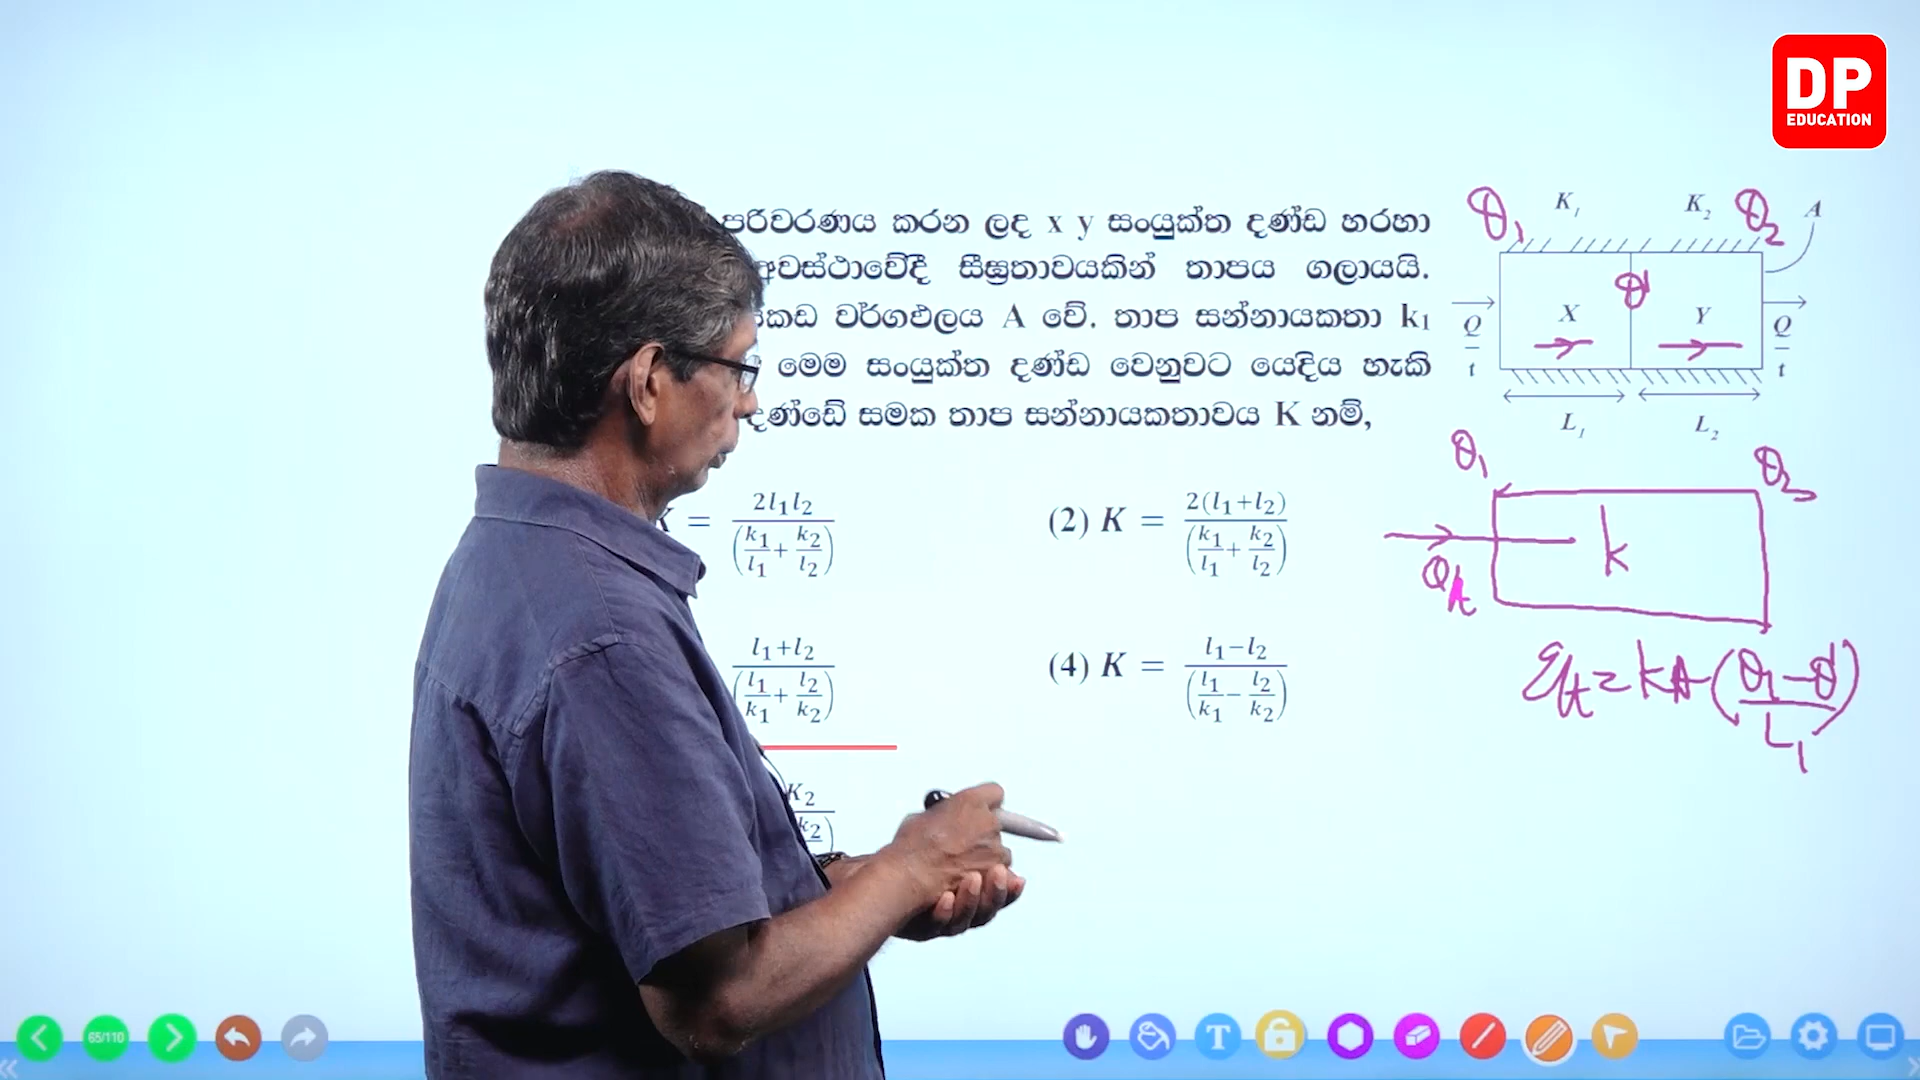 DP
EDUCATION
පරිවරණය කරන ලද x y සංයුක්ත දණ්ඩ හරහා
අවස්ථාවේදී සීඝ්‍රතාවයකින් තාපය ගලායයි.
වර්ගඵලය A වේ. තාප සන්නායකතා k₁
මෙම සංයුක්ත දණ්ඩ වෙනුවට යෙදිය හැකි
දණ්ඩේ සමක තාප සන්නායකතාවය K නම්,
θ₁ K₁ K₂ θ₂ A
θ'
X Y
Q/t Q/t
L₁ L₂
K = 2l₁l₂ / (k₁/l₁ + k₂/l₂)
(2) K = 2(l₁+l₂) / (k₁/l₁ + k₂/l₂)
l₁+l₂ / (l₁/k₁ + l₂/k₂)
(4) K = l₁−l₂ / (l₁/k₁ − l₂/k₂)
K₂
k₂)
θ₁ θ₂
k
Q/t
Q/t = kA (θ₁−θ' / L₁)
65/110
T